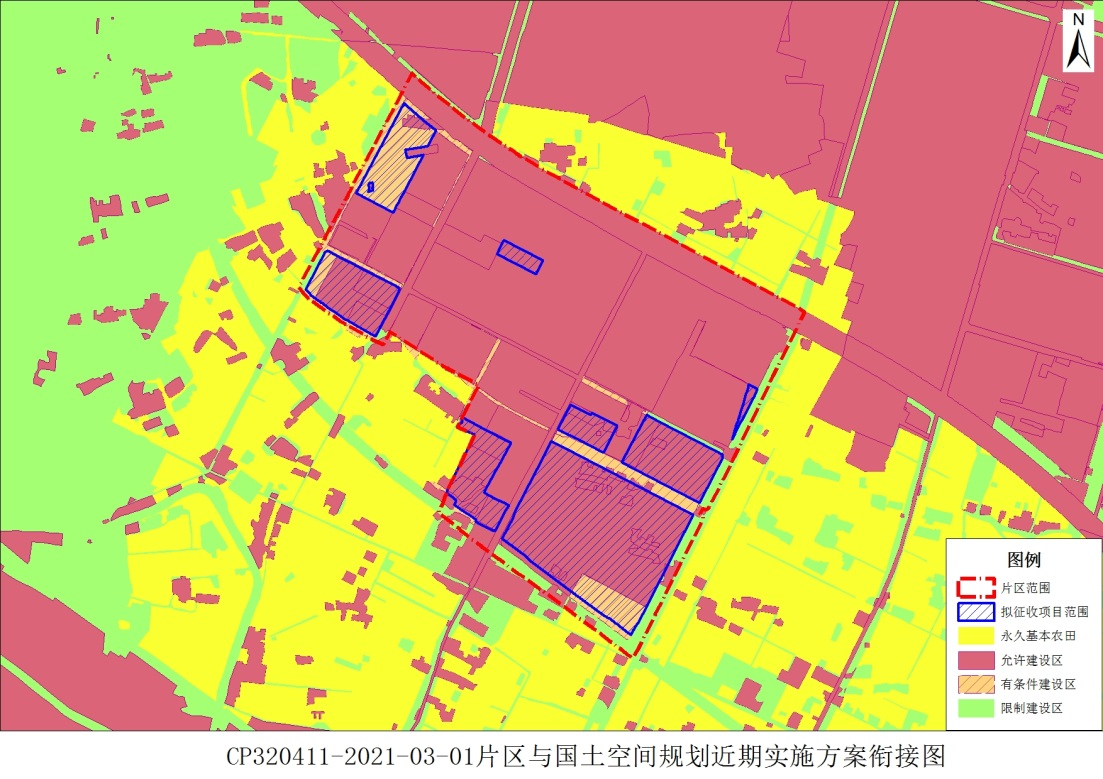 N
图例
片区范围
拟征收项目范围
永久基本农田
允许建设区
有条件建设区
限制建设区
CP320411-2021-03-01片区与国土空间规划近期实施方案衔接图